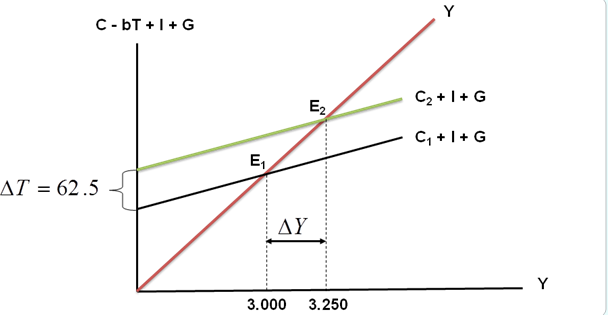 Y
C - bT + I + G
C₂ + I + G
E₂
C₁ + I + G
E₁
ΔT = 62.5
ΔY
Y
3.000 3.250